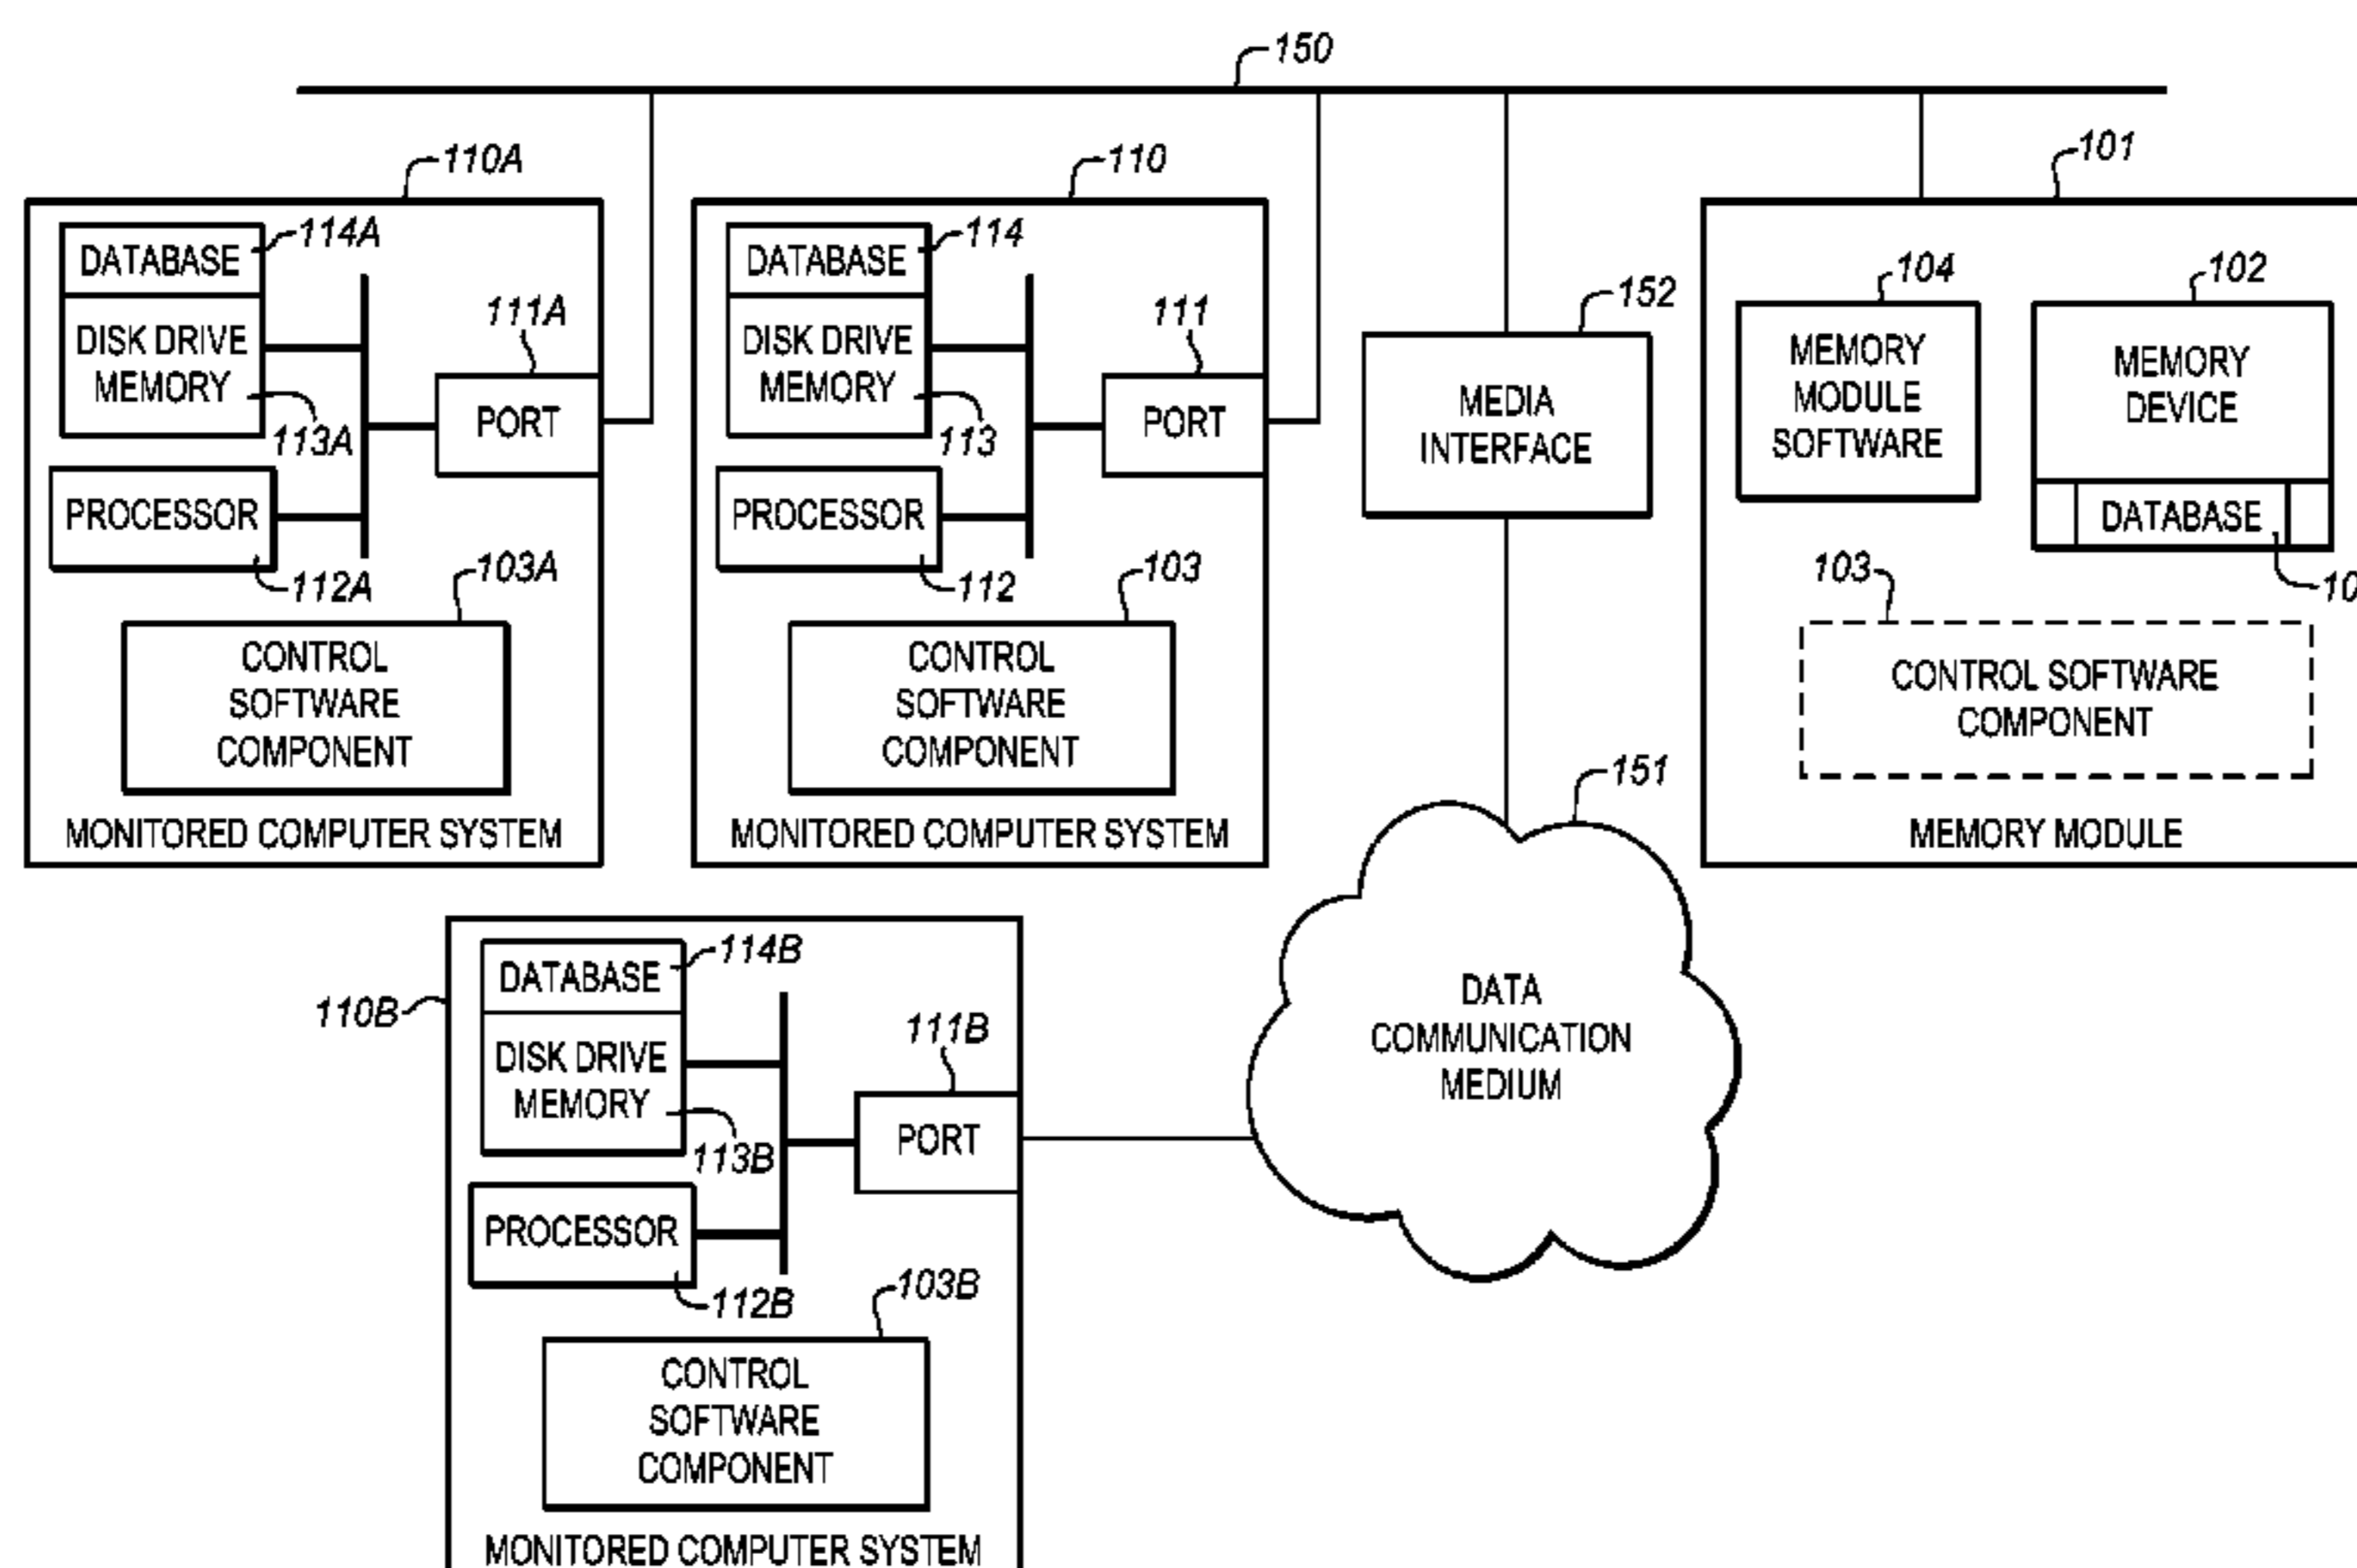 150
110A
DATABASE
114A
DISK DRIVE
MEMORY
113A
111A
PORT
PROCESSOR
112A
103A
CONTROL
SOFTWARE
COMPONENT
MONITORED COMPUTER SYSTEM
110
DATABASE
114
DISK DRIVE
MEMORY
113
111
PORT
PROCESSOR
112
103
CONTROL
SOFTWARE
COMPONENT
MONITORED COMPUTER SYSTEM
152
MEDIA
INTERFACE
101
104
MEMORY
MODULE
SOFTWARE
102
MEMORY
DEVICE
DATABASE
103
CONTROL SOFTWARE
COMPONENT
MEMORY MODULE
151
DATA
COMMUNICATION
MEDIUM
110B
DATABASE
114B
DISK DRIVE
MEMORY
113B
111B
PORT
PROCESSOR
112B
103B
CONTROL
SOFTWARE
COMPONENT
MONITORED COMPUTER SYSTEM